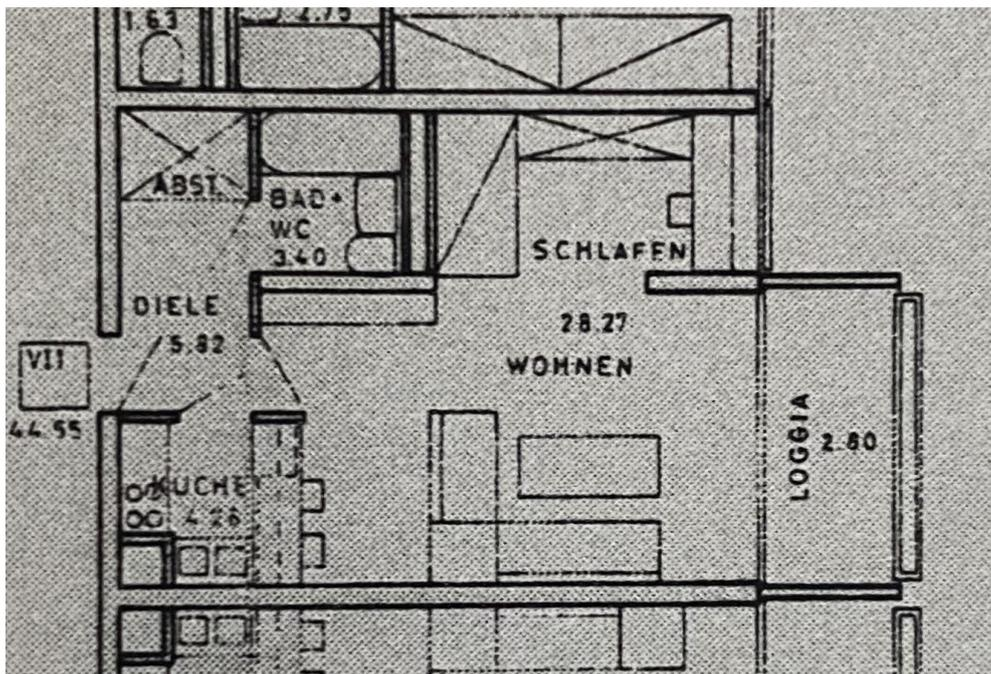 1.63
2.75
ABST.
BAD+
WC
3.40
SCHLAFEN
DIELE
5.82
28.27
WOHNEN
VII
44.55
LOGGIA
2.80
KÜCHE
4.26